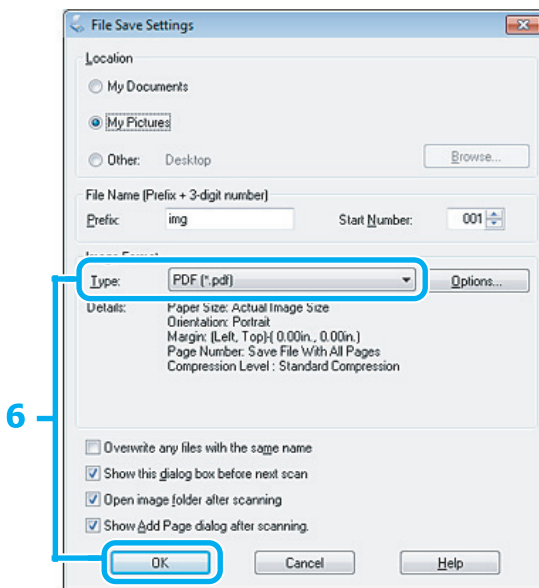 File Save Settings
Location
My Documents
My Pictures
Other: Desktop Browse...
File Name (Prefix + 3-digit number)
Prefix: img Start Number: 001
Image Format
Type: PDF (*.pdf) Options...
Details: Paper Size: Actual Image Size
Orientation: Portrait
Margin: (Left, Top)( 0.00in., 0.00in.)
Page Number: Save File With All Pages
Compression Level : Standard Compression
6
Overwrite any files with the same name
Show this dialog box before next scan
Open image folder after scanning
Show Add Page dialog after scanning.
OK Cancel Help